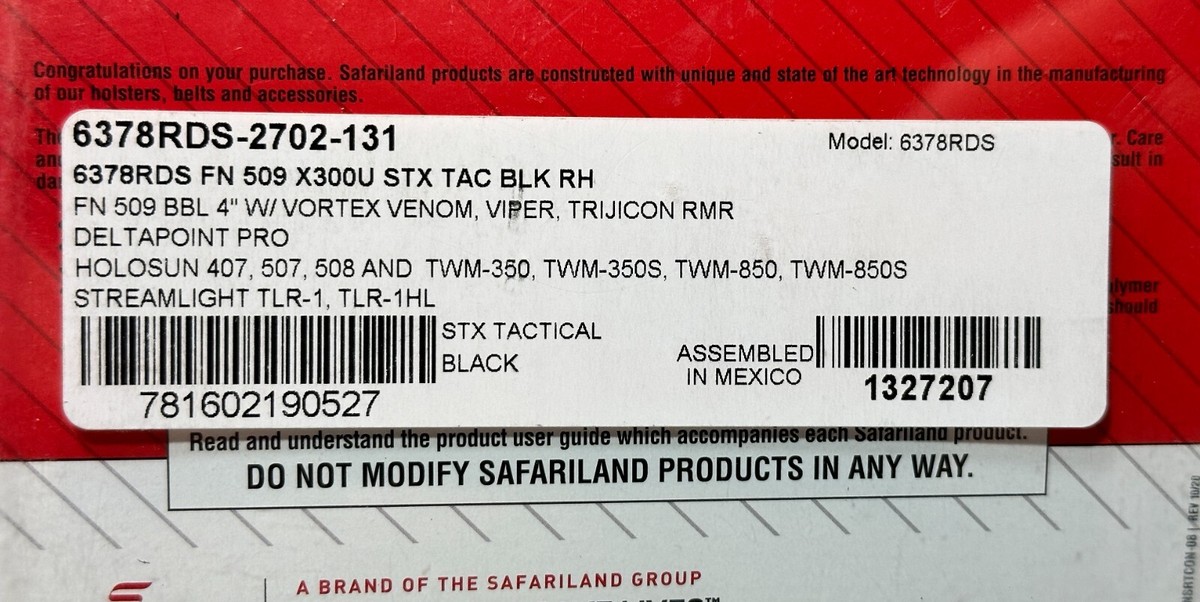 Congratulations on your purchase. Safariland products are constructed with unique and state of the art technology in the manufacturing
of our holsters, belts and accessories.
6378RDS-2702-131
Model: 6378RDS
6378RDS FN 509 X300U STX TAC BLK RH
FN 509 BBL 4" W/ VORTEX VENOM, VIPER, TRIJICON RMR
DELTAPOINT PRO
HOLOSUN 407, 507, 508 AND TWM-350, TWM-350S, TWM-850, TWM-850S
STREAMLIGHT TLR-1, TLR-1HL
STX TACTICAL
BLACK
ASSEMBLED
IN MEXICO
781602190527
1327207
Care
in
should
Read and understand the product user guide which accompanies each Safariland product.
DO NOT MODIFY SAFARILAND PRODUCTS IN ANY WAY.
A BRAND OF THE SAFARILAND GROUP